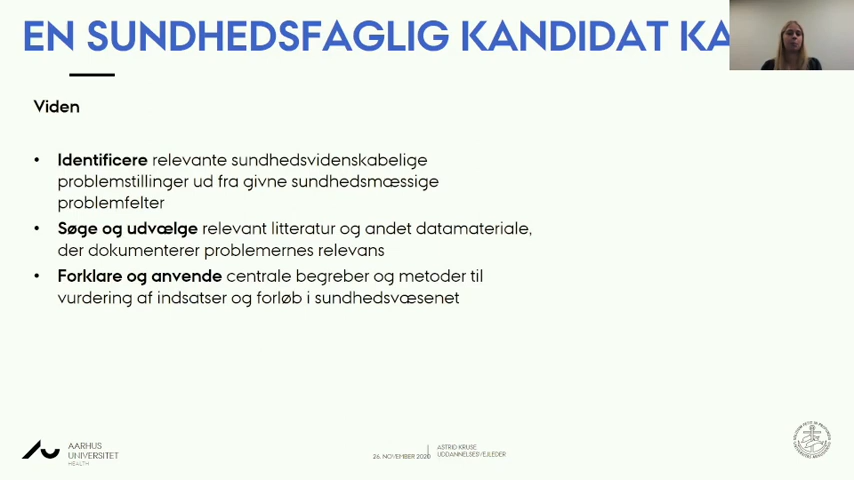 EN SUNDHEDSFAGLIG KANDIDAT KA
Viden
• Identificere relevante sundhedsvidenskabelige
problemstillinger ud fra givne sundhedsmæssige
problemfelter
• Søge og udvælge relevant litteratur og andet datamateriale,
der dokumenterer problemernes relevans
• Forklare og anvende centrale begreber og metoder til
vurdering af indsatser og forløb i sundhedsvæsenet
AARHUS
UNIVERSITET
HEALTH
26. NOVEMBER 2020
ASTRID KRUSE
UDDANNELSESVEJLEDER